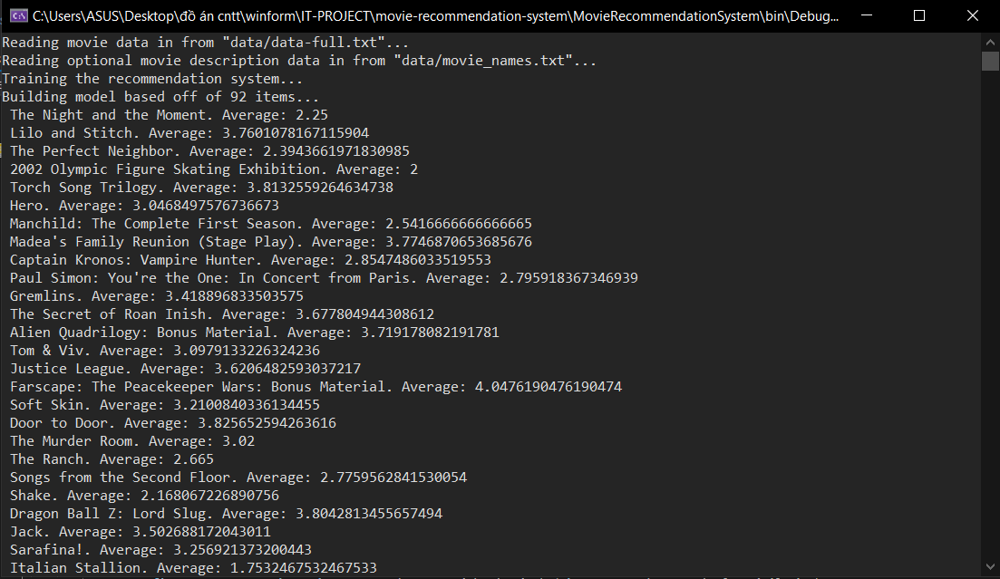 C:\Users\ASUS\Desktop\đồ án cntt\winform\IT-PROJECT\movie-recommendation-system\MovieRecommendationSystem\bin\Debug...
Reading movie data in from "data/data-full.txt"...
Reading optional movie description data in from "data/movie_names.txt"...
Training the recommendation system...
Building model based off of 92 items...
The Night and the Moment. Average: 2.25
Lilo and Stitch. Average: 3.7601078167115904
The Perfect Neighbor. Average: 2.3943661971830985
2002 Olympic Figure Skating Exhibition. Average: 2
Torch Song Trilogy. Average: 3.8132559264634738
Hero. Average: 3.0468497576736673
Manchild: The Complete First Season. Average: 2.5416666666666665
Madea's Family Reunion (Stage Play). Average: 3.7746870653685676
Captain Kronos: Vampire Hunter. Average: 2.8547486033519553
Paul Simon: You're the One: In Concert from Paris. Average: 2.795918367346939
Gremlins. Average: 3.418896833503575
The Secret of Roan Inish. Average: 3.677804944308612
Alien Quadrilogy: Bonus Material. Average: 3.719178082191781
Tom & Viv. Average: 3.0979133226324236
Justice League. Average: 3.6206482593037217
Farscape: The Peacekeeper Wars: Bonus Material. Average: 4.0476190476190474
Soft Skin. Average: 3.2100840336134455
Door to Door. Average: 3.825652594263616
The Murder Room. Average: 3.02
The Ranch. Average: 2.665
Songs from the Second Floor. Average: 2.7759562841530054
Shake. Average: 2.168067226890756
Dragon Ball Z: Lord Slug. Average: 3.8042813455657494
Jack. Average: 3.502688172043011
Sarafina!. Average: 3.256921373200443
Italian Stallion. Average: 1.7532467532467533